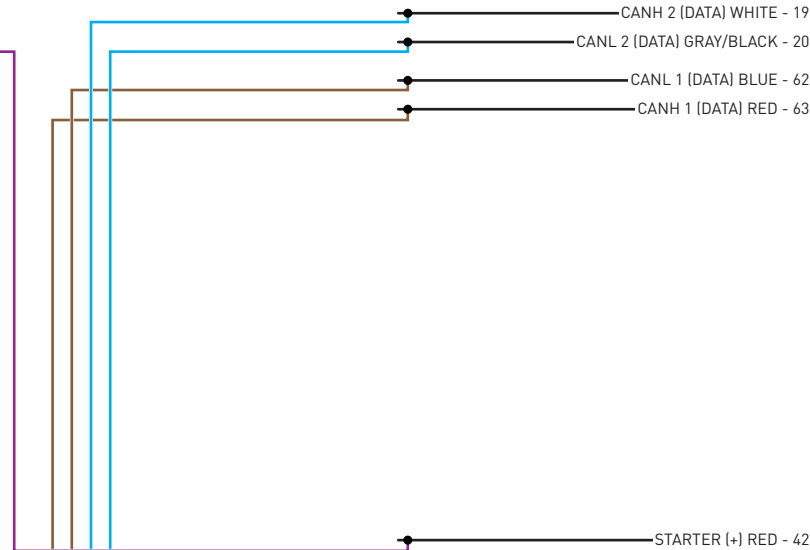 CANH 2 (DATA) WHITE - 19
CANL 2 (DATA) GRAY/BLACK - 20
CANL 1 (DATA) BLUE - 62
CANH 1 (DATA) RED - 63
STARTER (+) RED - 42